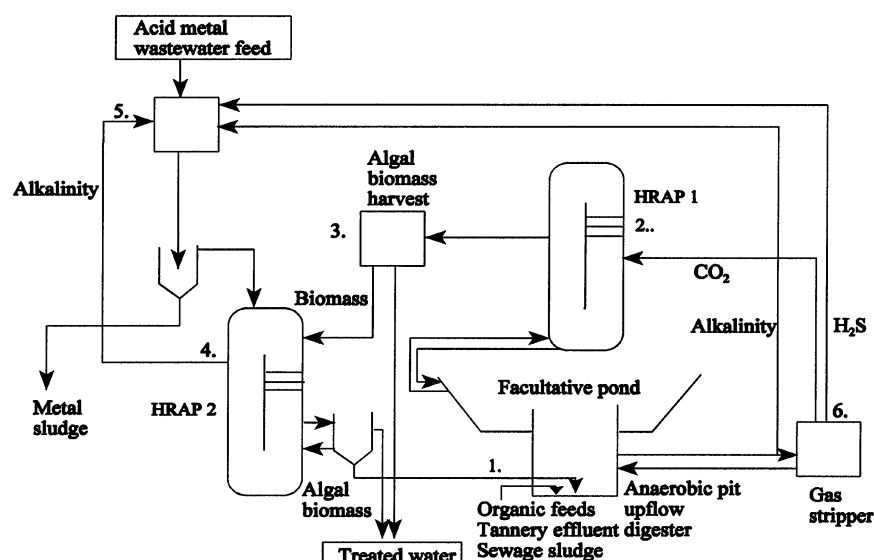 Acid metal
wastewater feed
5.
Alkalinity
Algal
biomass
harvest
3.
HRAP 1
2..
CO₂
Biomass
Alkalinity
H₂S
4.
Metal
sludge
HRAP 2
Facultative pond
6.
1.
Algal
biomass
Organic feeds
Tannery effluent digester
Sewage sludge
Anaerobic pit
upflow
Gas
stripper
Treated water